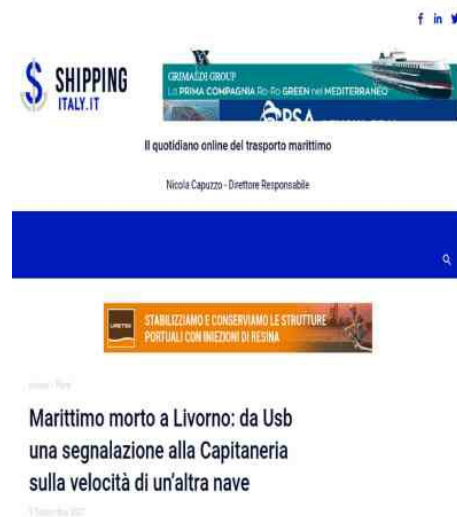 SHIPPING
ITALY.IT
GRIMALDI GROUP
LA PRIMA COMPAGNIA RO-RO GREEN NEL MEDITERRANEO
PSA
Il quotidiano online del trasporto marittimo
Nicola Capuzzo - Direttore Responsabile
URETEK
STABILIZZIAMO E CONSERVIAMO LE STRUTTURE
PORTUALI CON INIEZIONI DI RESINA
Marittimo morto a Livorno: da Usb
una segnalazione alla Capitaneria
sulla velocità di un'altra nave